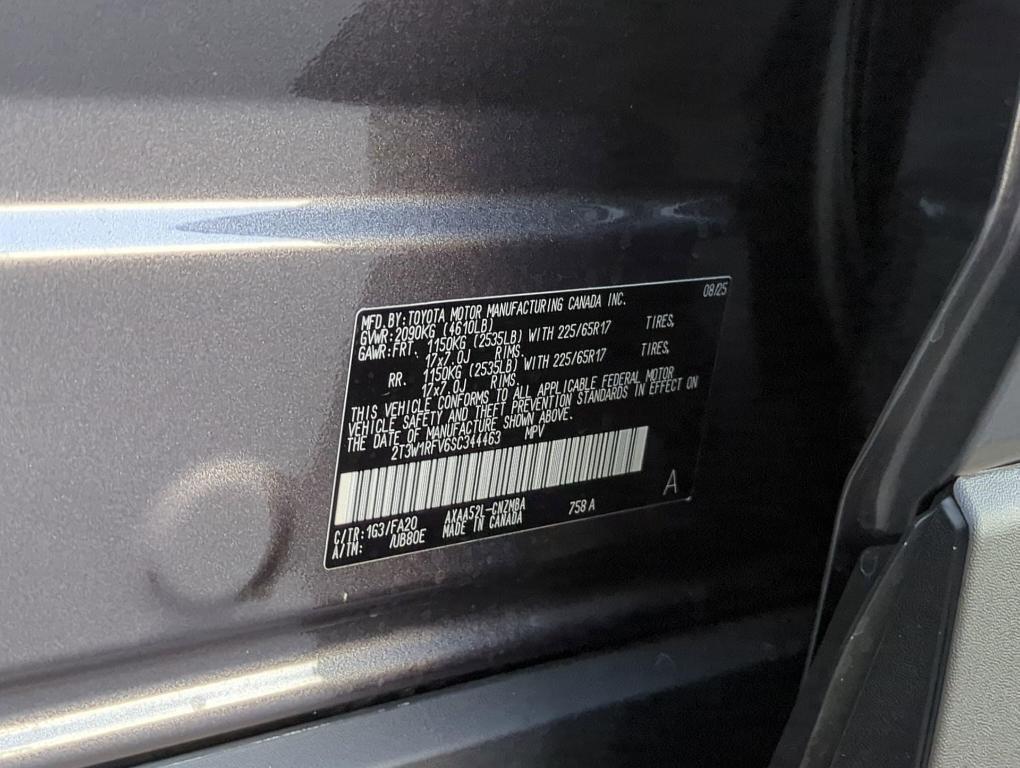 MFD.BY:TOYOTA MOTOR MANUFACTURING CANADA INC. 08/25
GVWR:2090KG (4610LB)
GAWR:FRT. 1150KG (2535LB) WITH 225/65R17 TIRES,
17x7.0J RIMS,
RR. 1150KG (2535LB) WITH 225/65R17 TIRES,
17x7.0J RIMS,
THIS VEHICLE CONFORMS TO ALL APPLICABLE FEDERAL MOTOR
VEHICLE SAFETY AND THEFT PREVENTION STANDARDS IN EFFECT ON
THE DATE OF MANUFACTURE SHOWN ABOVE.
2T3W1RFV6SC344463 MPV
A
C/TR:1G3/FA20 AXAA52L-CNZMBA 758A
A/TM: /UB80E MADE IN CANADA